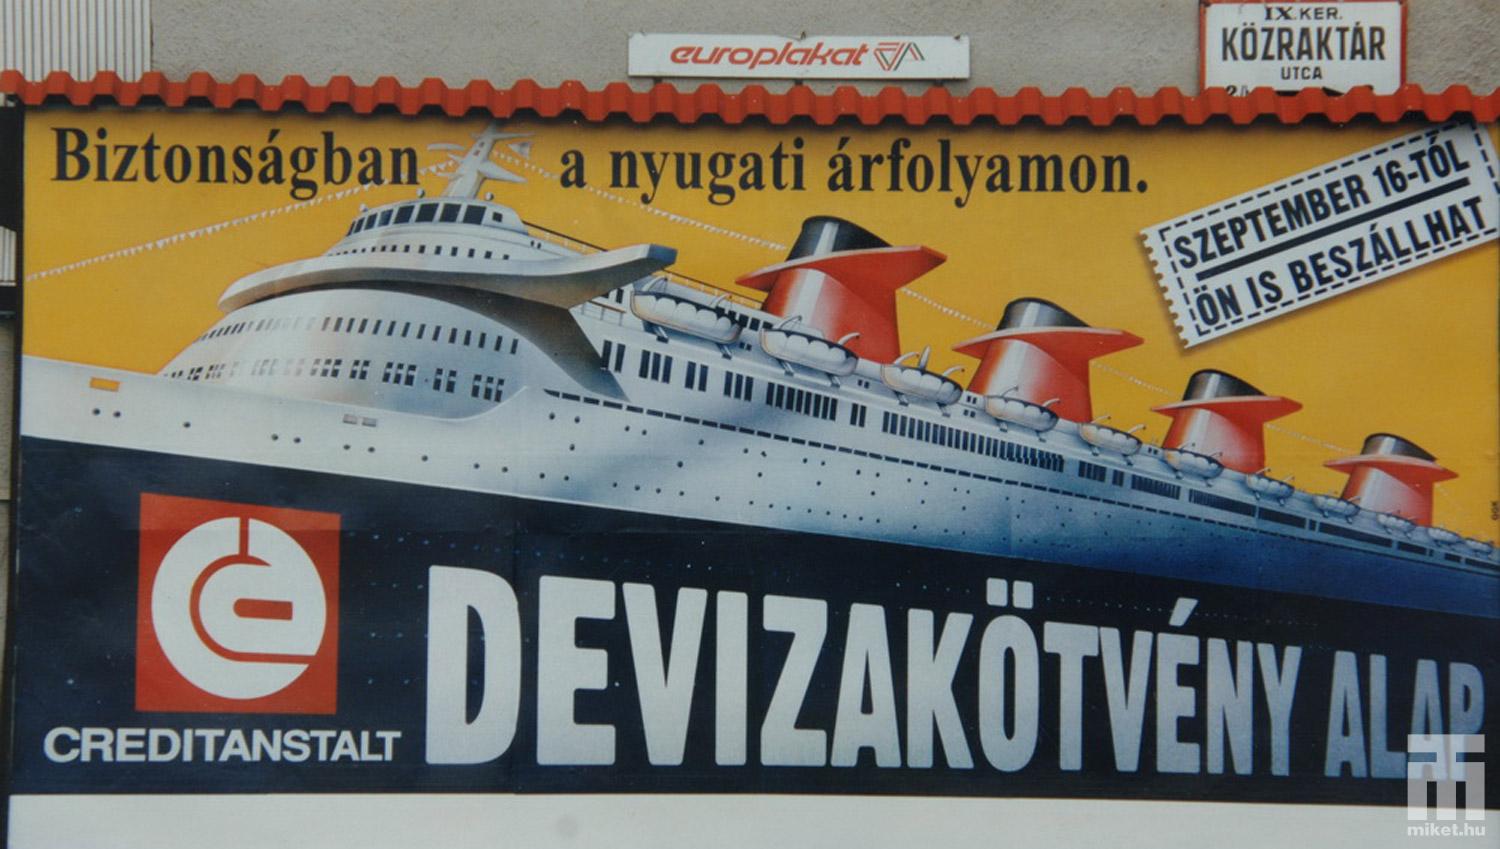 europlakat
IX. KER.
KÖZRAKTÁR
UTCA
Biztonságban a nyugati árfolyamon.
SZEPTEMBER 16-TÓL
ÖN IS BESZÁLLHAT
GGK
DEVIZAKÖTVÉNY ALAP
CREDITANSTALT
miket.hu